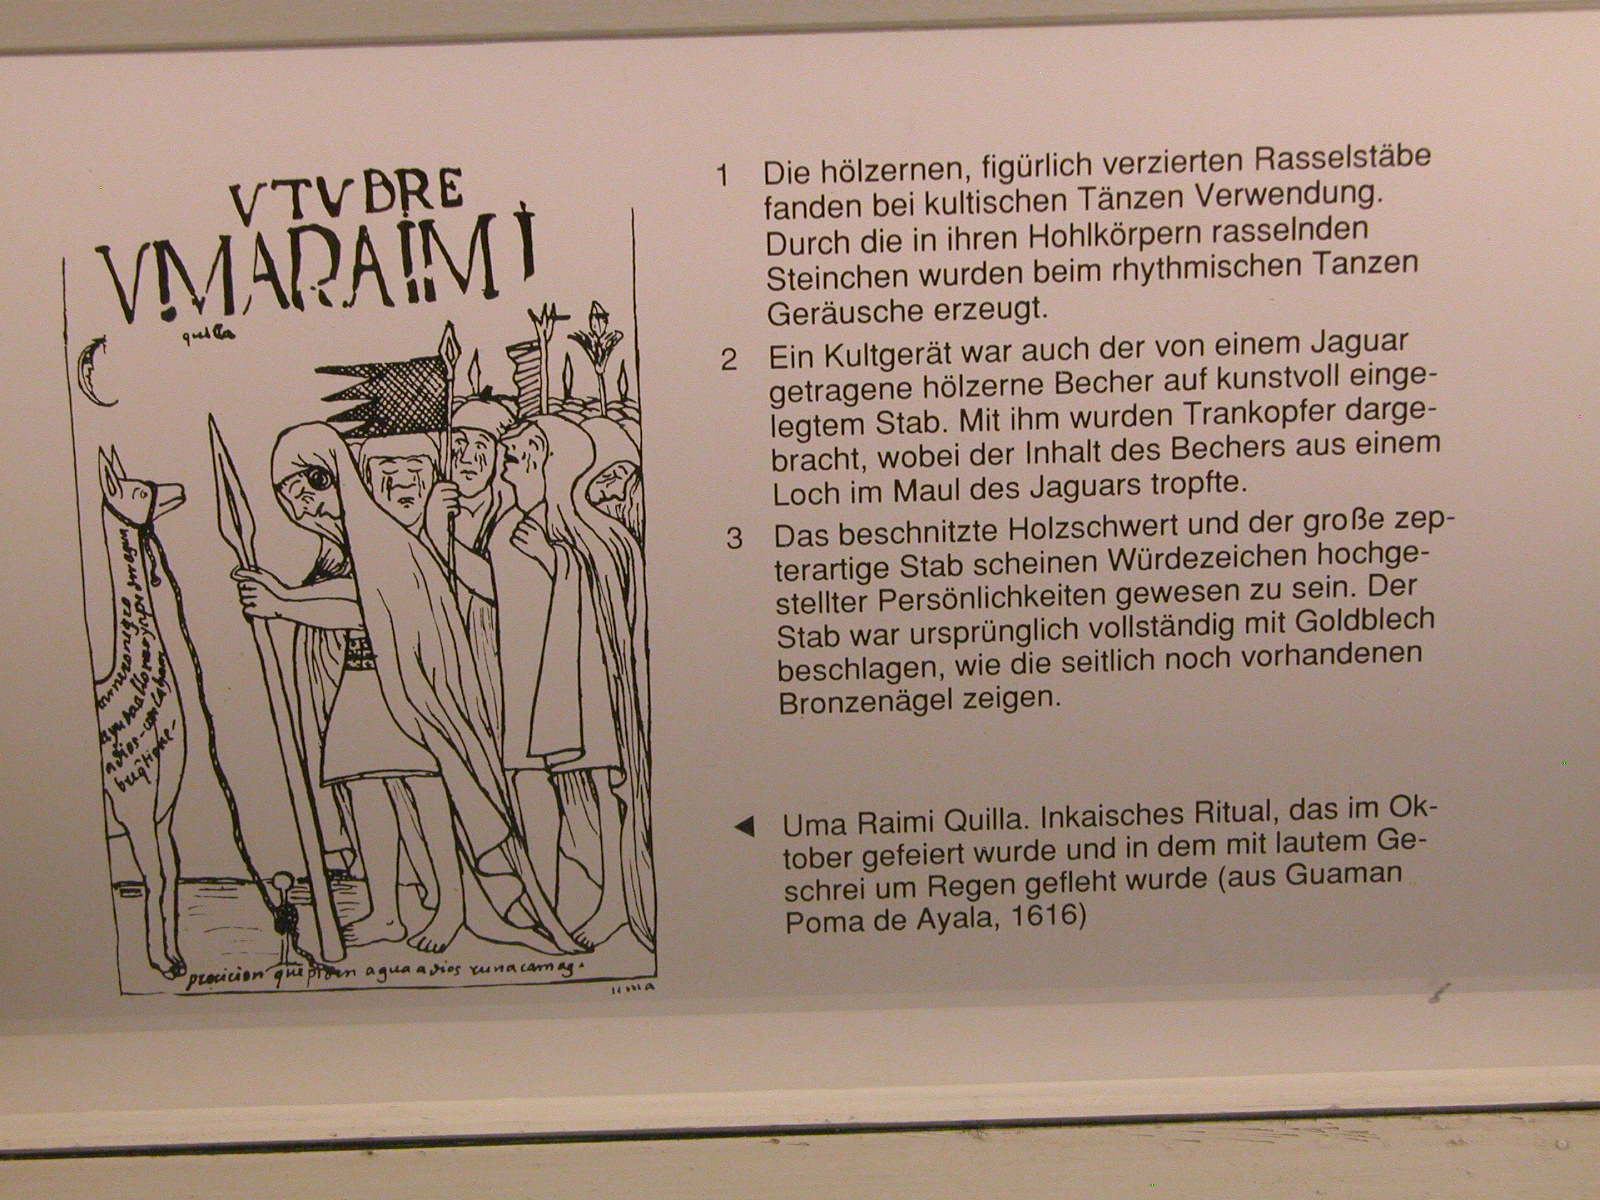 VTVBRE
VMARAIMI
quilla
procicion que piden agua a dios runacamag.
1 Die hölzernen, figürlich verzierten Rasselstäbe
fanden bei kultischen Tänzen Verwendung.
Durch die in ihren Hohlkörpern rasselnden
Steinchen wurden beim rhythmischen Tanzen
Geräusche erzeugt.
2 Ein Kultgerät war auch der von einem Jaguar
getragene hölzerne Becher auf kunstvoll einge-
legtem Stab. Mit ihm wurden Trankopfer darge-
bracht, wobei der Inhalt des Bechers aus einem
Loch im Maul des Jaguars tropfte.
3 Das beschnitzte Holzschwert und der große zep-
terartige Stab scheinen Würdezeichen hochge-
stellter Persönlichkeiten gewesen zu sein. Der
Stab war ursprünglich vollständig mit Goldblech
beschlagen, wie die seitlich noch vorhandenen
Bronzenägel zeigen.
◀ Uma Raimi Quilla. Inkaisches Ritual, das im Ok-
tober gefeiert wurde und in dem mit lautem Ge-
schrei um Regen gefleht wurde (aus Guaman
Poma de Ayala, 1616)